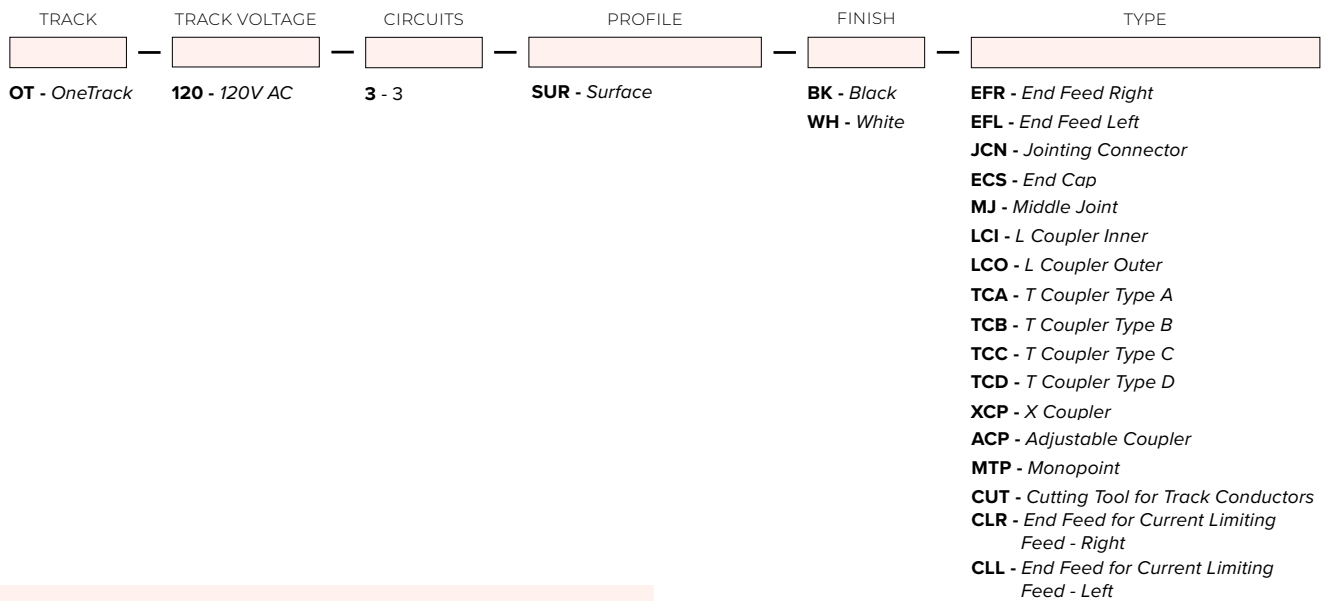 TRACK
TRACK VOLTAGE
CIRCUITS
PROFILE
FINISH
TYPE
OT - OneTrack
120 - 120V AC
3 - 3
SUR - Surface
BK - Black
WH - White
EFR - End Feed Right
EFL - End Feed Left
JCN - Jointing Connector
ECS - End Cap
MJ - Middle Joint
LCI - L Coupler Inner
LCO - L Coupler Outer
TCA - T Coupler Type A
TCB - T Coupler Type B
TCC - T Coupler Type C
TCD - T Coupler Type D
XCP - X Coupler
ACP - Adjustable Coupler
MTP - Monopoint
CUT - Cutting Tool for Track Conductors
CLR - End Feed for Current Limiting
Feed - Right
CLL - End Feed for Current Limiting
Feed - Left